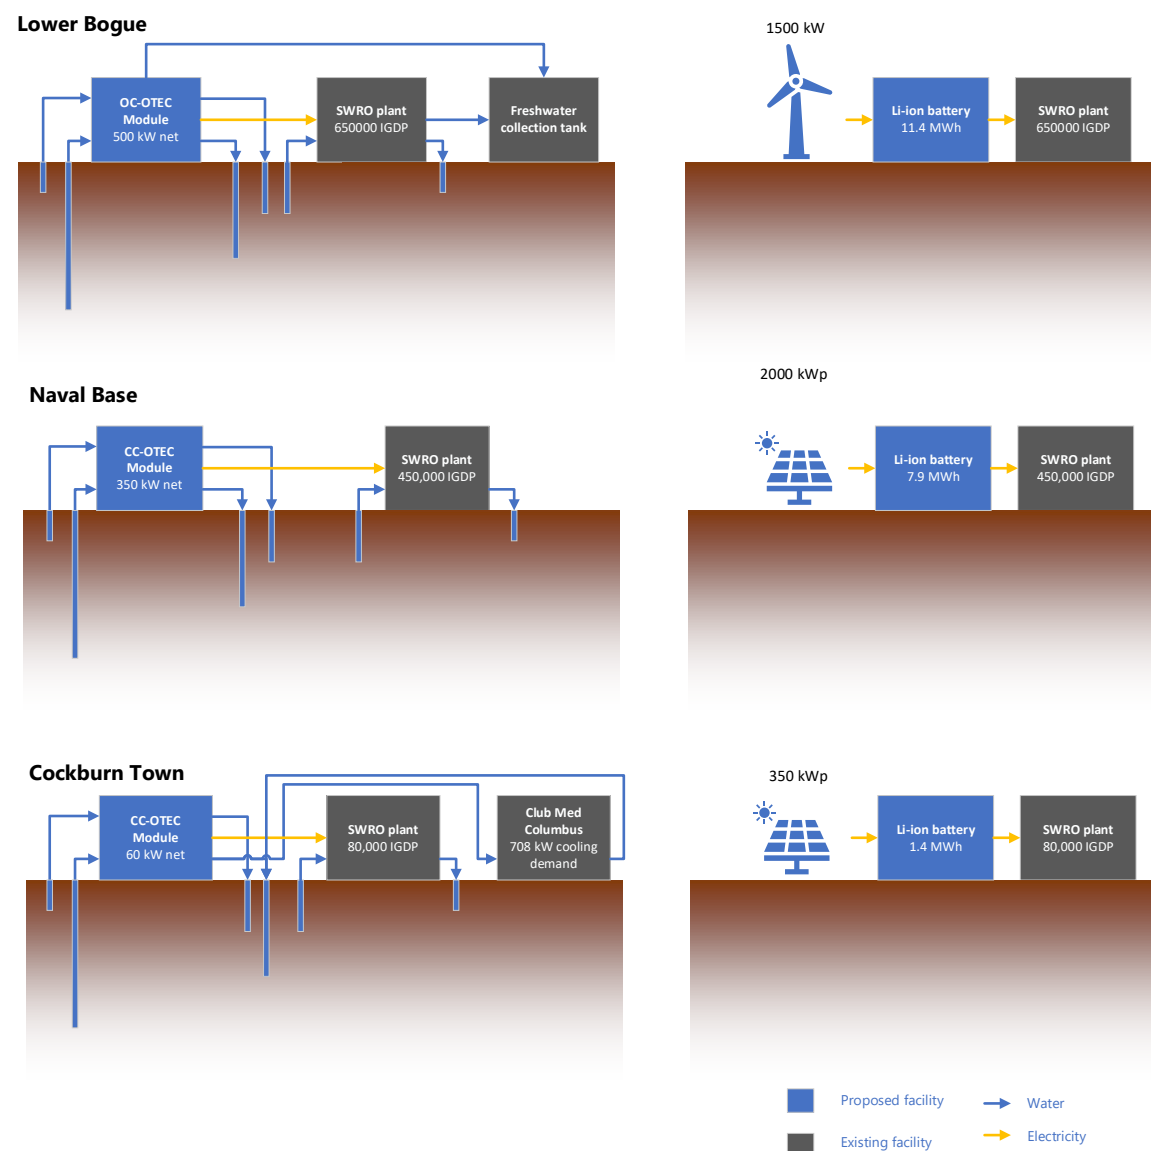 Lower Bogue
1500 kW
OC-OTEC
Module
500 kW net
SWRO plant
650000 IGDP
Freshwater
collection tank
Li-ion battery
11.4 MWh
SWRO plant
650000 IGDP
Naval Base
2000 kWp
CC-OTEC
Module
350 kW net
SWRO plant
450,000 IGDP
Li-ion battery
7.9 MWh
SWRO plant
450,000 IGDP
Cockburn Town
350 kWp
CC-OTEC
Module
60 kW net
SWRO plant
80,000 IGDP
Club Med
Columbus
708 kW cooling
demand
Li-ion battery
1.4 MWh
SWRO plant
80,000 IGDP
Proposed facility
Water
Existing facility
Electricity